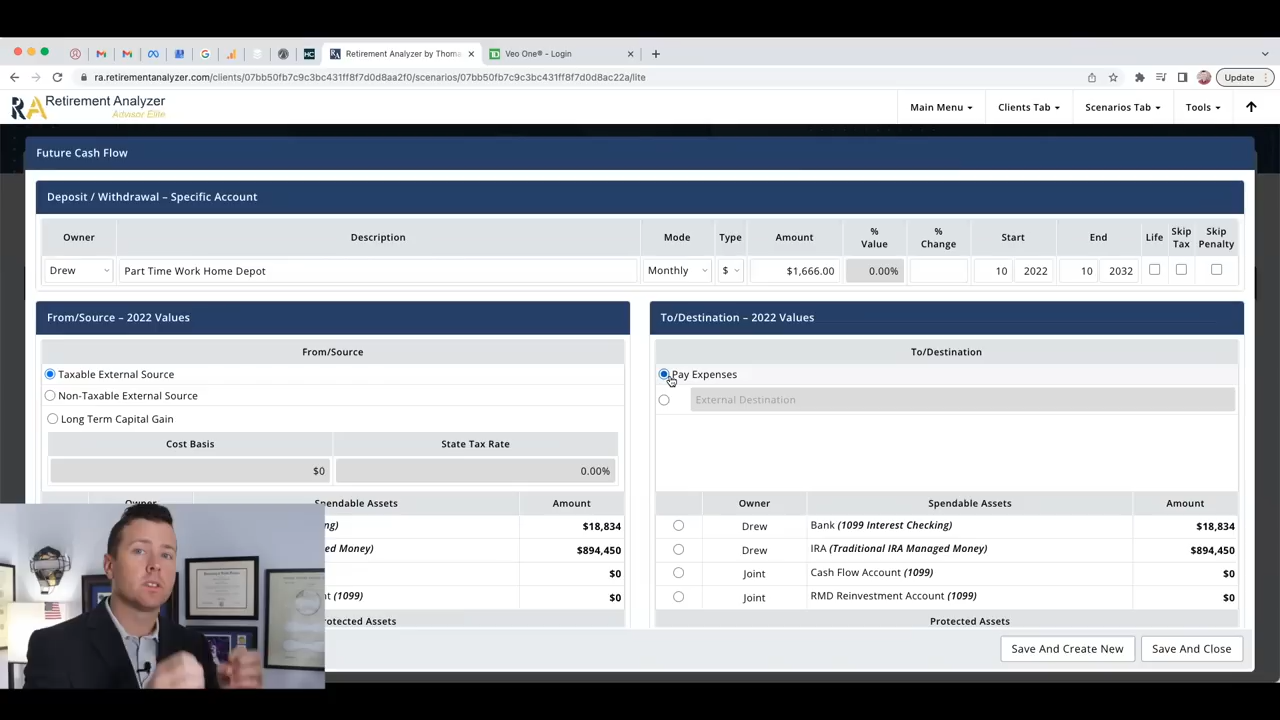 Retirement Analyzer by Thoma
Veo One® - Login
ra.retirementanalyzer.com/clients/07bb50fb7c9c3bc431ff8f7d0d8aa2f0/scenarios/07bb50fb7c9c3bc431ff8f7d0d8ac22a/lite
Update
RA Retirement Analyzer
Advisor Elite
Main Menu
Clients Tab
Scenarios Tab
Tools
Future Cash Flow
Deposit / Withdrawal – Specific Account
Owner Description Mode Type Amount % Value % Change Start End Life Skip Tax Skip Penalty
Drew Part Time Work Home Depot Monthly $ $1,666.00 0.00% 10 2022 10 2032
From/Source – 2022 Values
From/Source
Taxable External Source
Non-Taxable External Source
Long Term Capital Gain
Cost Basis State Tax Rate
$0 0.00%
Owner Spendable Assets Amount
ng) $18,834
ed Money) $894,450
$0
t (1099) $0
rotected Assets
To/Destination – 2022 Values
To/Destination
Pay Expenses
External Destination
Owner Spendable Assets Amount
Drew Bank (1099 Interest Checking) $18,834
Drew IRA (Traditional IRA Managed Money) $894,450
Joint Cash Flow Account (1099) $0
Joint RMD Reinvestment Account (1099) $0
Protected Assets
Save And Create New
Save And Close